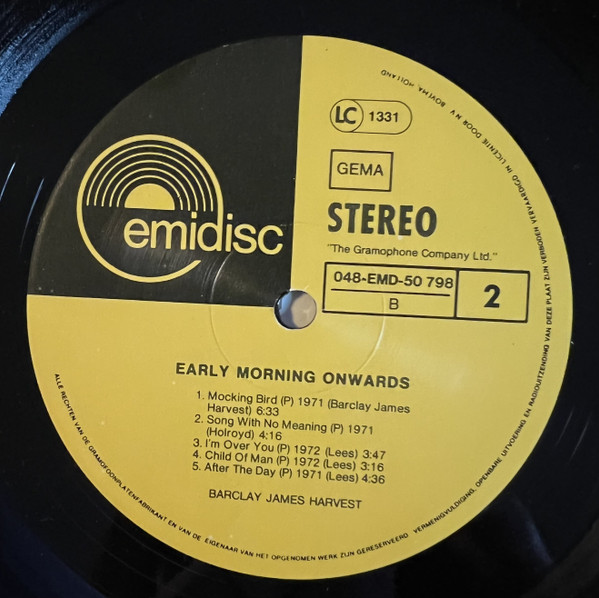 emidisc
LC 1331
GEMA
STEREO
"The Gramophone Company Ltd."
048-EMD-50 798
B
2
EARLY MORNING ONWARDS
1. Mocking Bird (P) 1971 (Barclay James
Harvest) 6:33
2. Song With No Meaning (P) 1971
(Holroyd) 4:16
3. I'm Over You (P) 1972 (Lees) 3:47
4. Child Of Man (P) 1972 (Lees) 3:16
5. After The Day (P) 1971 (Lees) 4:36
BARCLAY JAMES HARVEST
ALLE RECHTEN VAN DE GRAMOFOONPLATENFABRIKANT EN VAN DE EIGENAAR VAN HET OPGENOMEN WERK ZIJN GERESERVEERD. VERMENIGVULDIGING, OPENBARE UITVOERING EN RADIOUITZENDING VAN DEZE PLAAT ZIJN VERBODEN VERVAARDIGD IN LICENTIE DOOR N.V. BOVEMA, HOLLAND